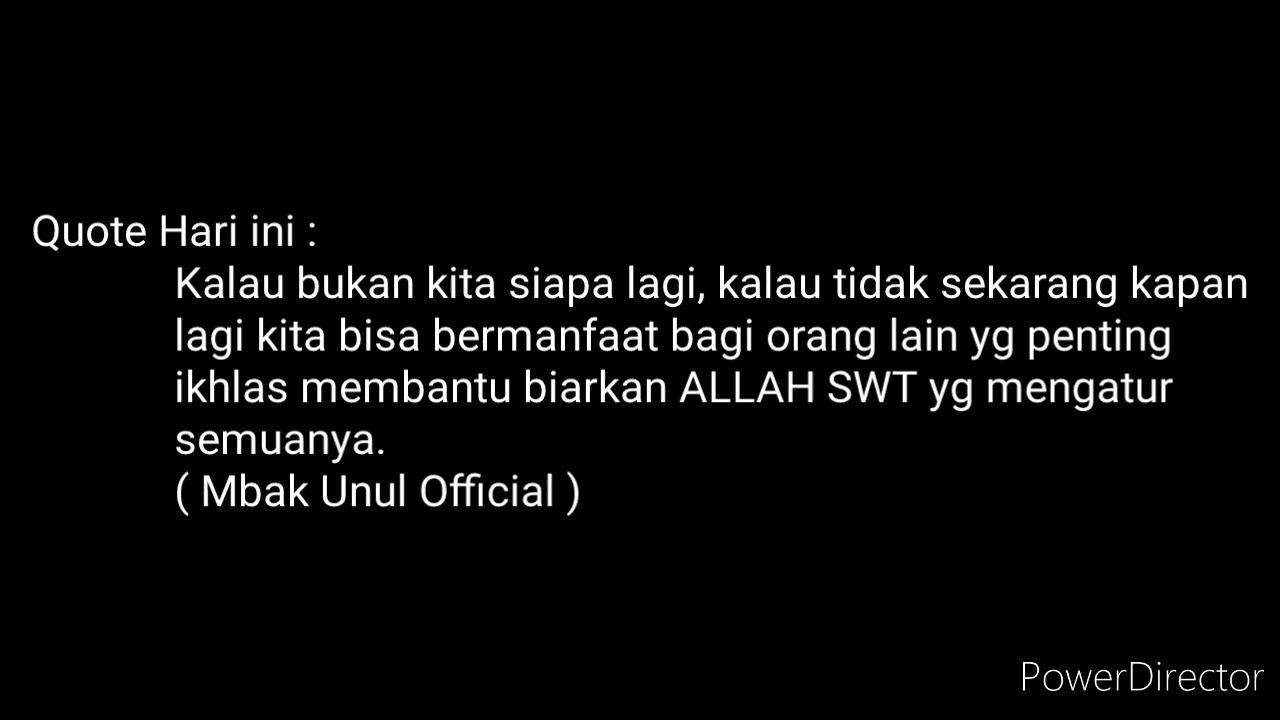 Quote Hari ini :
Kalau bukan kita siapa lagi, kalau tidak sekarang kapan
lagi kita bisa bermanfaat bagi orang lain yg penting
ikhlas membantu biarkan ALLAH SWT yg mengatur
semuanya.
( Mbak Unul Official )
PowerDirector